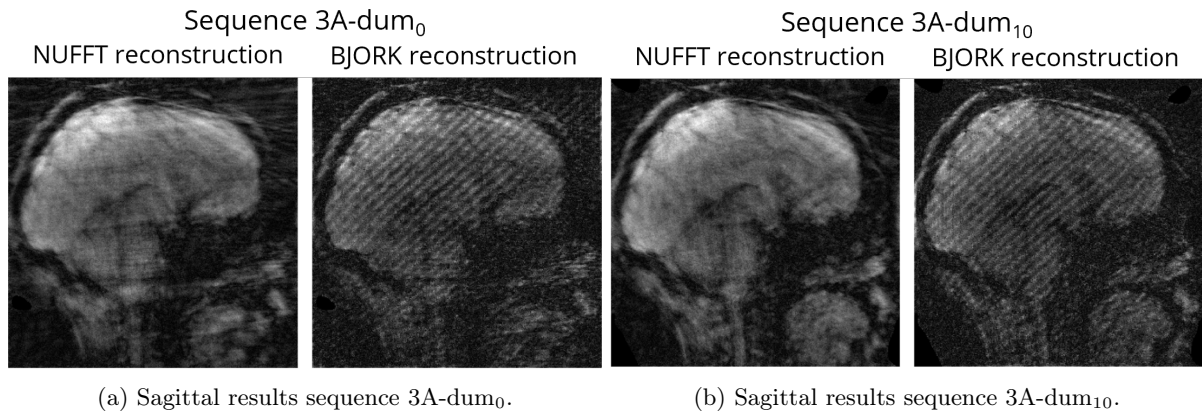 Sequence 3A-dum₀
NUFFT reconstruction BJORK reconstruction
Sequence 3A-dum₁₀
NUFFT reconstruction BJORK reconstruction
(a) Sagittal results sequence 3A-dum₀.
(b) Sagittal results sequence 3A-dum₁₀.